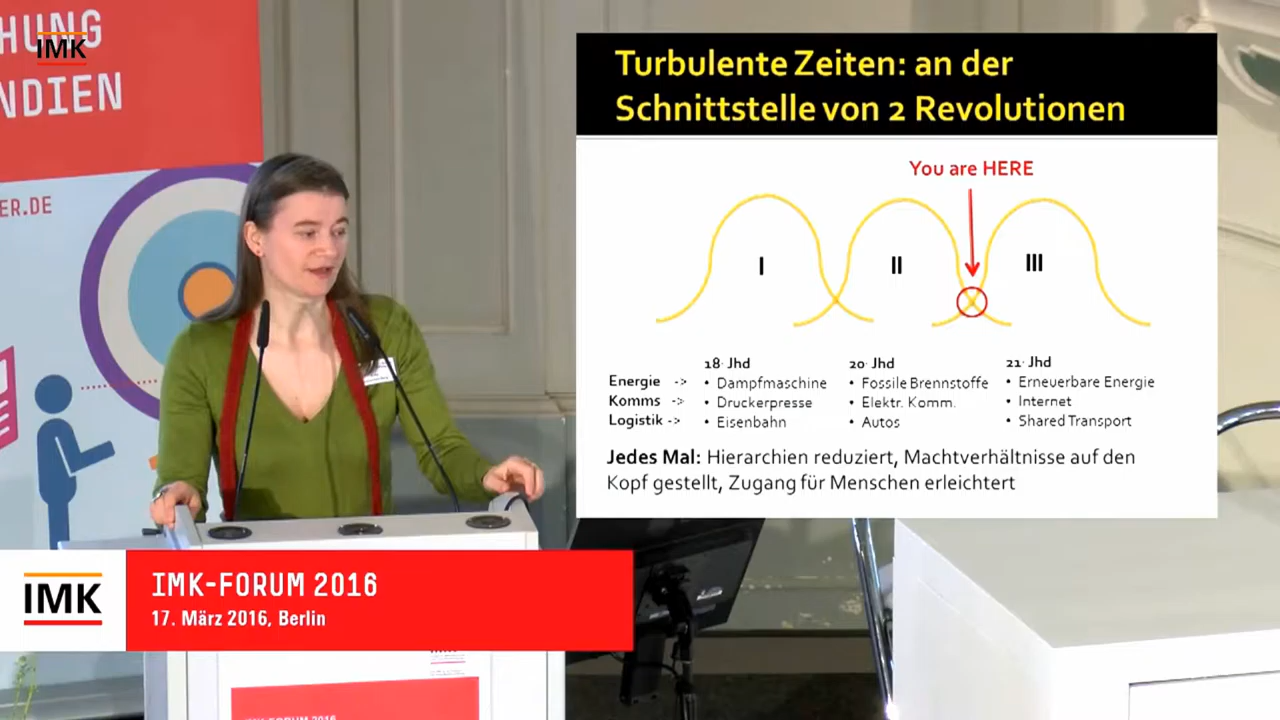 HUNG
IMK
NDIEN
ER.DE
Turbulente Zeiten: an der
Schnittstelle von 2 Revolutionen
You are HERE
I
II
III
18. Jhd
20. Jhd
21. Jhd
Energie -> • Dampfmaschine • Fossile Brennstoffe • Erneuerbare Energie
Komms -> • Druckerpresse • Elektr. Komm. • Internet
Logistik -> • Eisenbahn • Autos • Shared Transport
Jedes Mal: Hierarchien reduziert, Machtverhältnisse auf den
Kopf gestellt, Zugang für Menschen erleichtert
IMK
IMK-FORUM 2016
17. März 2016, Berlin
IMK-FORUM 2016